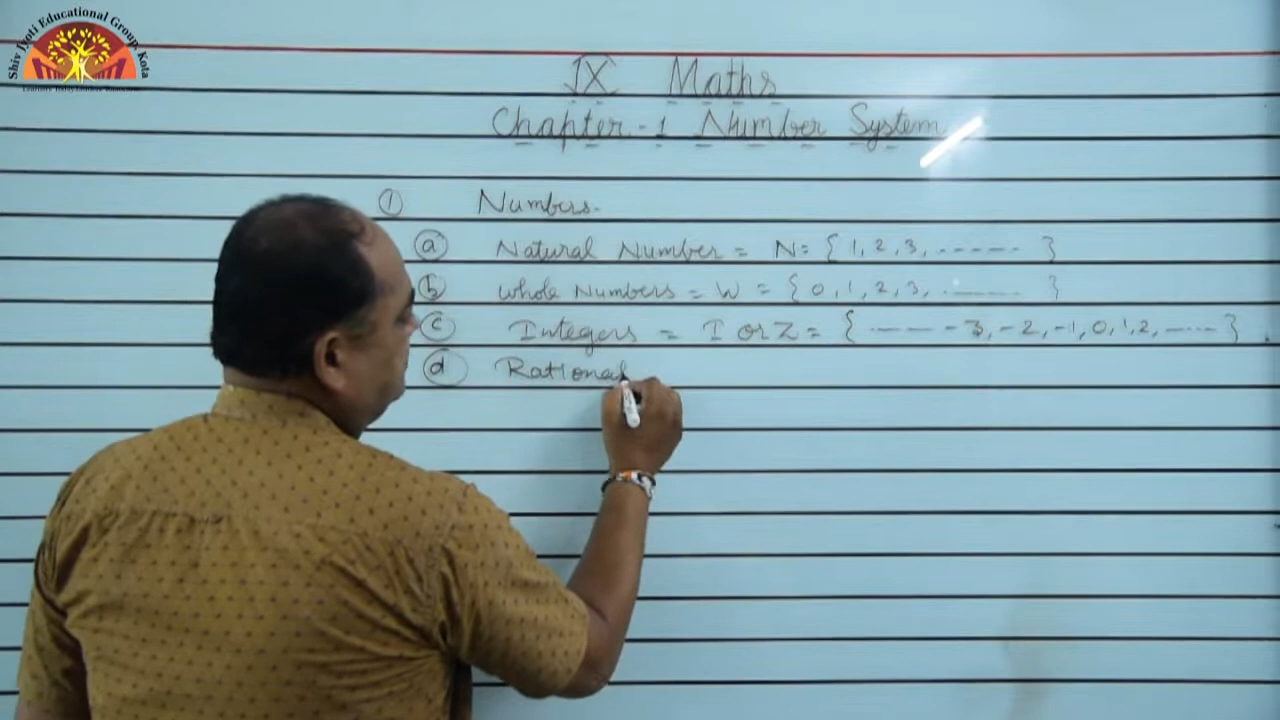 Shiv Jyoti Educational Group, Kota
IX Maths
Chapter-1 Number System
① Numbers-
ⓐ Natural Number = N= { 1, 2, 3, ------ }
ⓑ Whole Numbers = W = { 0, 1, 2, 3, ------ }
ⓒ Integers = I or Z = { ------ -3, -2, -1, 0, 1, 2, ----- }
ⓓ Rational